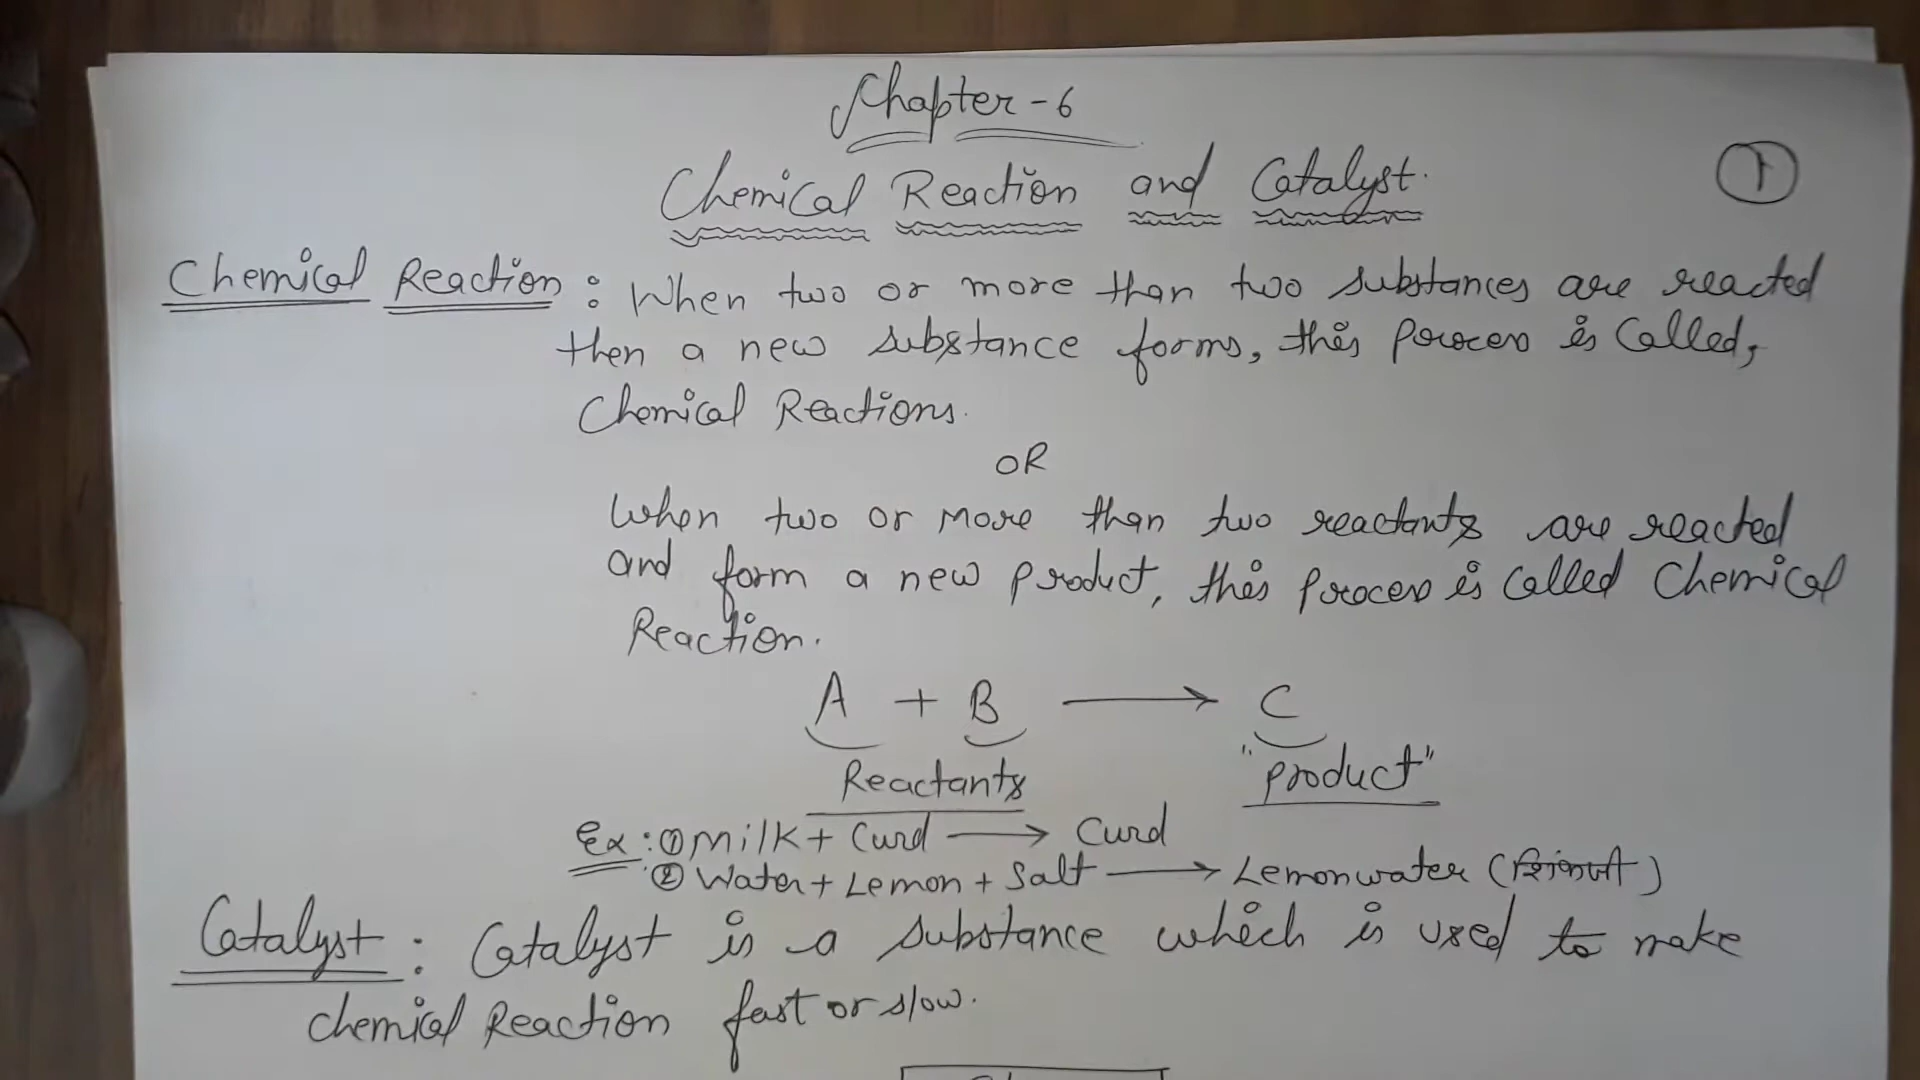 Chapter-6
Chemical Reaction and Catalyst.
1
Chemical Reaction : When two or more than two substances are reacted
then a new substance forms, this process is called,
Chemical Reactions.
OR
When two or more than two reactants are reacted
and form a new product, this process is called Chemical
Reaction.
A + B ⟶ C
Reactants "product"
Ex : ① Milk + Curd ⟶ Curd
② Water + Lemon + Salt ⟶ Lemonwater ( )
Catalyst : Catalyst is a substance which is used to make
chemical Reaction fast or slow.